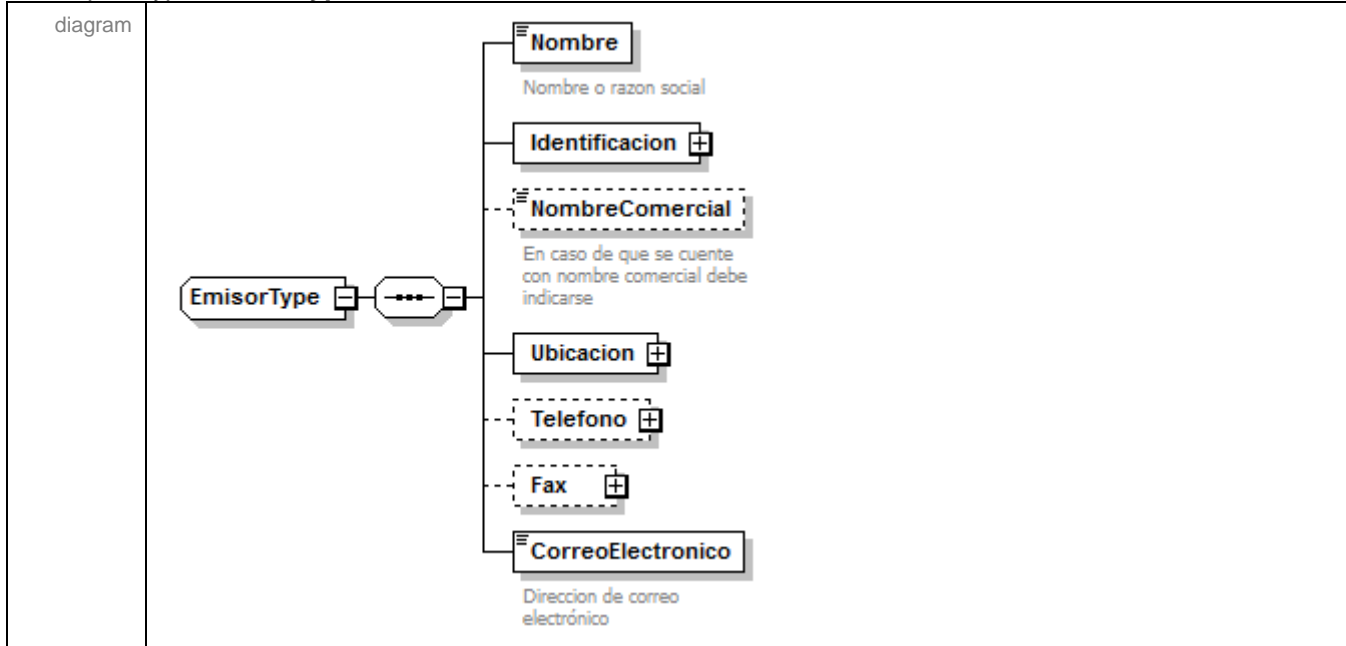 diagram
Nombre
Nombre o razon social
Identificacion
NombreComercial
En caso de que se cuente
con nombre comercial debe
indicarse
EmisorType
Ubicacion
Telefono
Fax
CorreoElectronico
Direccion de correo
electrónico